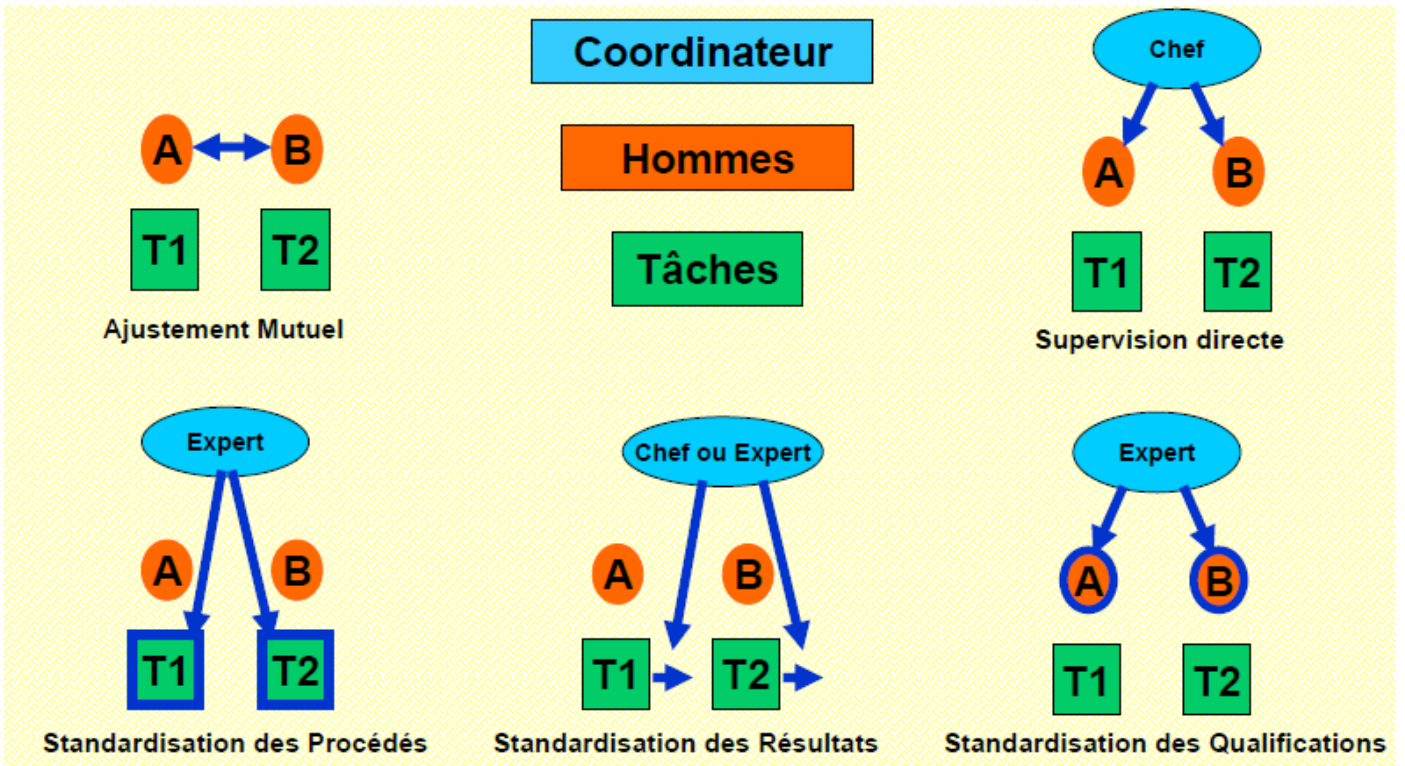 Coordinateur
Hommes
Tâches
A
B
T1
T2
Ajustement Mutuel
Chef
A
B
T1
T2
Supervision directe
Expert
A
B
T1
T2
Standardisation des Procédés
Chef ou Expert
A
B
T1
T2
Standardisation des Résultats
Expert
A
B
T1
T2
Standardisation des Qualifications